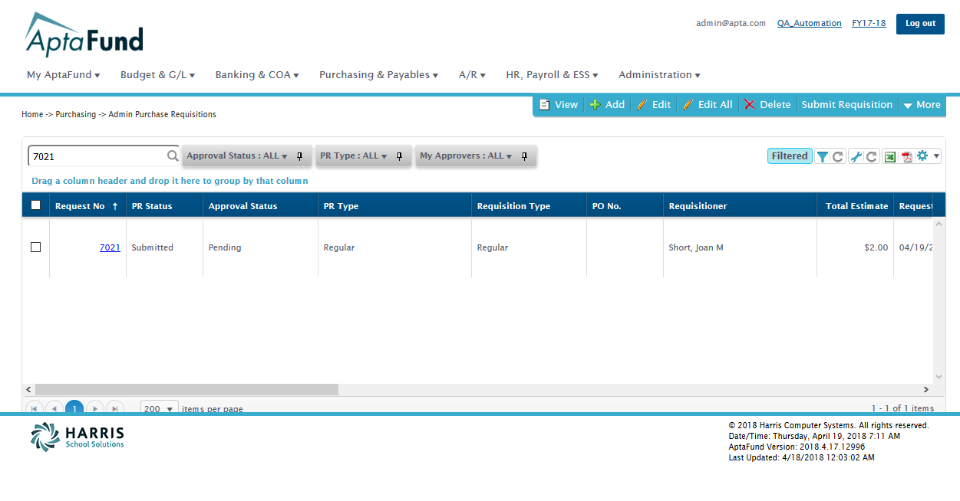 AptaFund
admin@apta.com QA_Automation FY17-18 Log out
My AptaFund Budget & G/L Banking & COA Purchasing & Payables A/R HR, Payroll & ESS Administration
View Add Edit Edit All Delete Submit Requisition More
Home -> Purchasing -> Admin Purchase Requisitions
7021 Approval Status : ALL PR Type : ALL My Approvers : ALL Filtered
Drag a column header and drop it here to group by that column
Request No ↑ PR Status Approval Status PR Type Requisition Type PO No. Requisitioner Total Estimate Request
7021 Submitted Pending Regular Regular Short, Joan M $2.00 04/19/2
1 200 items per page 1 - 1 of 1 items
HARRIS
School Solutions
© 2018 Harris Computer Systems. All rights reserved.
Date/Time: Thursday, April 19, 2018 7:11 AM
AptaFund Version: 2018.4.17.12996
Last Updated: 4/18/2018 12:03:02 AM